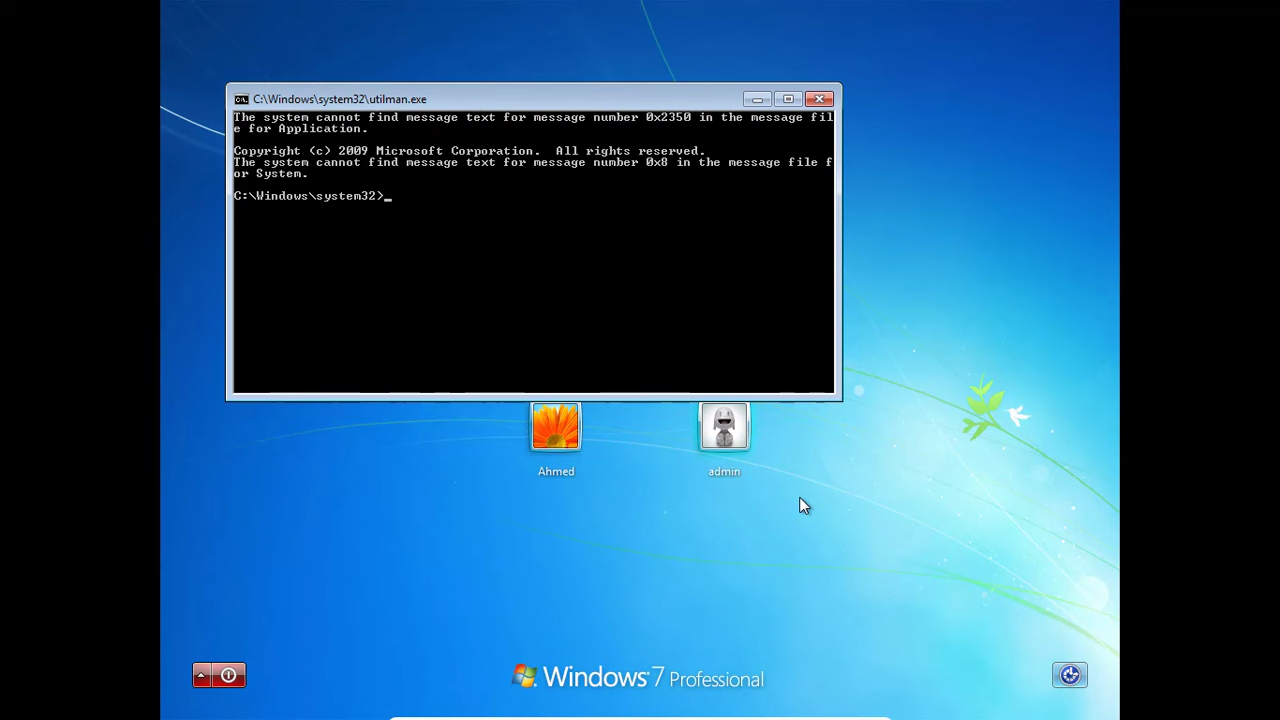 C:\Windows\system32\utilman.exe
The system cannot find message text for message number 0x2350 in the message fil
e for Application.
Copyright (c) 2009 Microsoft Corporation.  All rights reserved.
The system cannot find message text for message number 0x8 in the message file f
or System.
C:\Windows\system32>_
Ahmed
admin
Windows 7 Professional